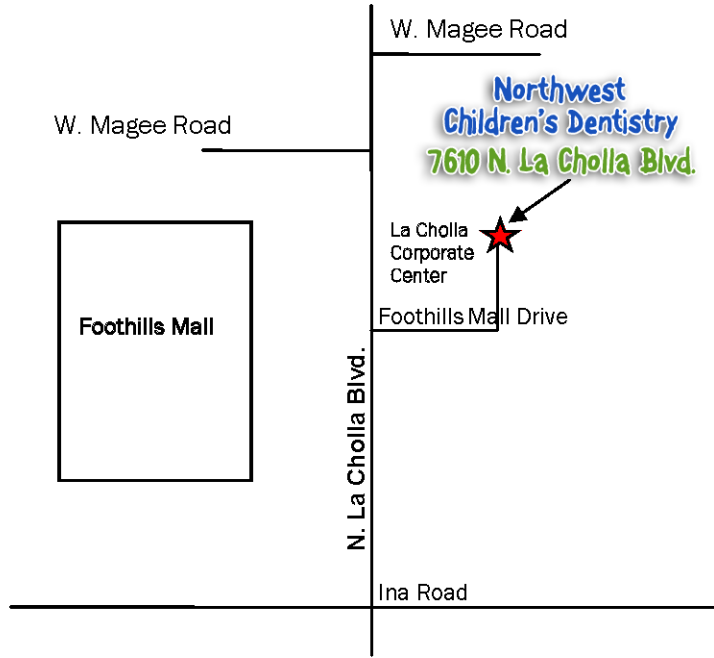 W. Magee Road
Northwest
Children's Dentistry
7610 N. La Cholla Blvd.
W. Magee Road
La Cholla
Corporate
Center
Foothills Mall Drive
Foothills Mall
N. La Cholla Blvd.
Ina Road